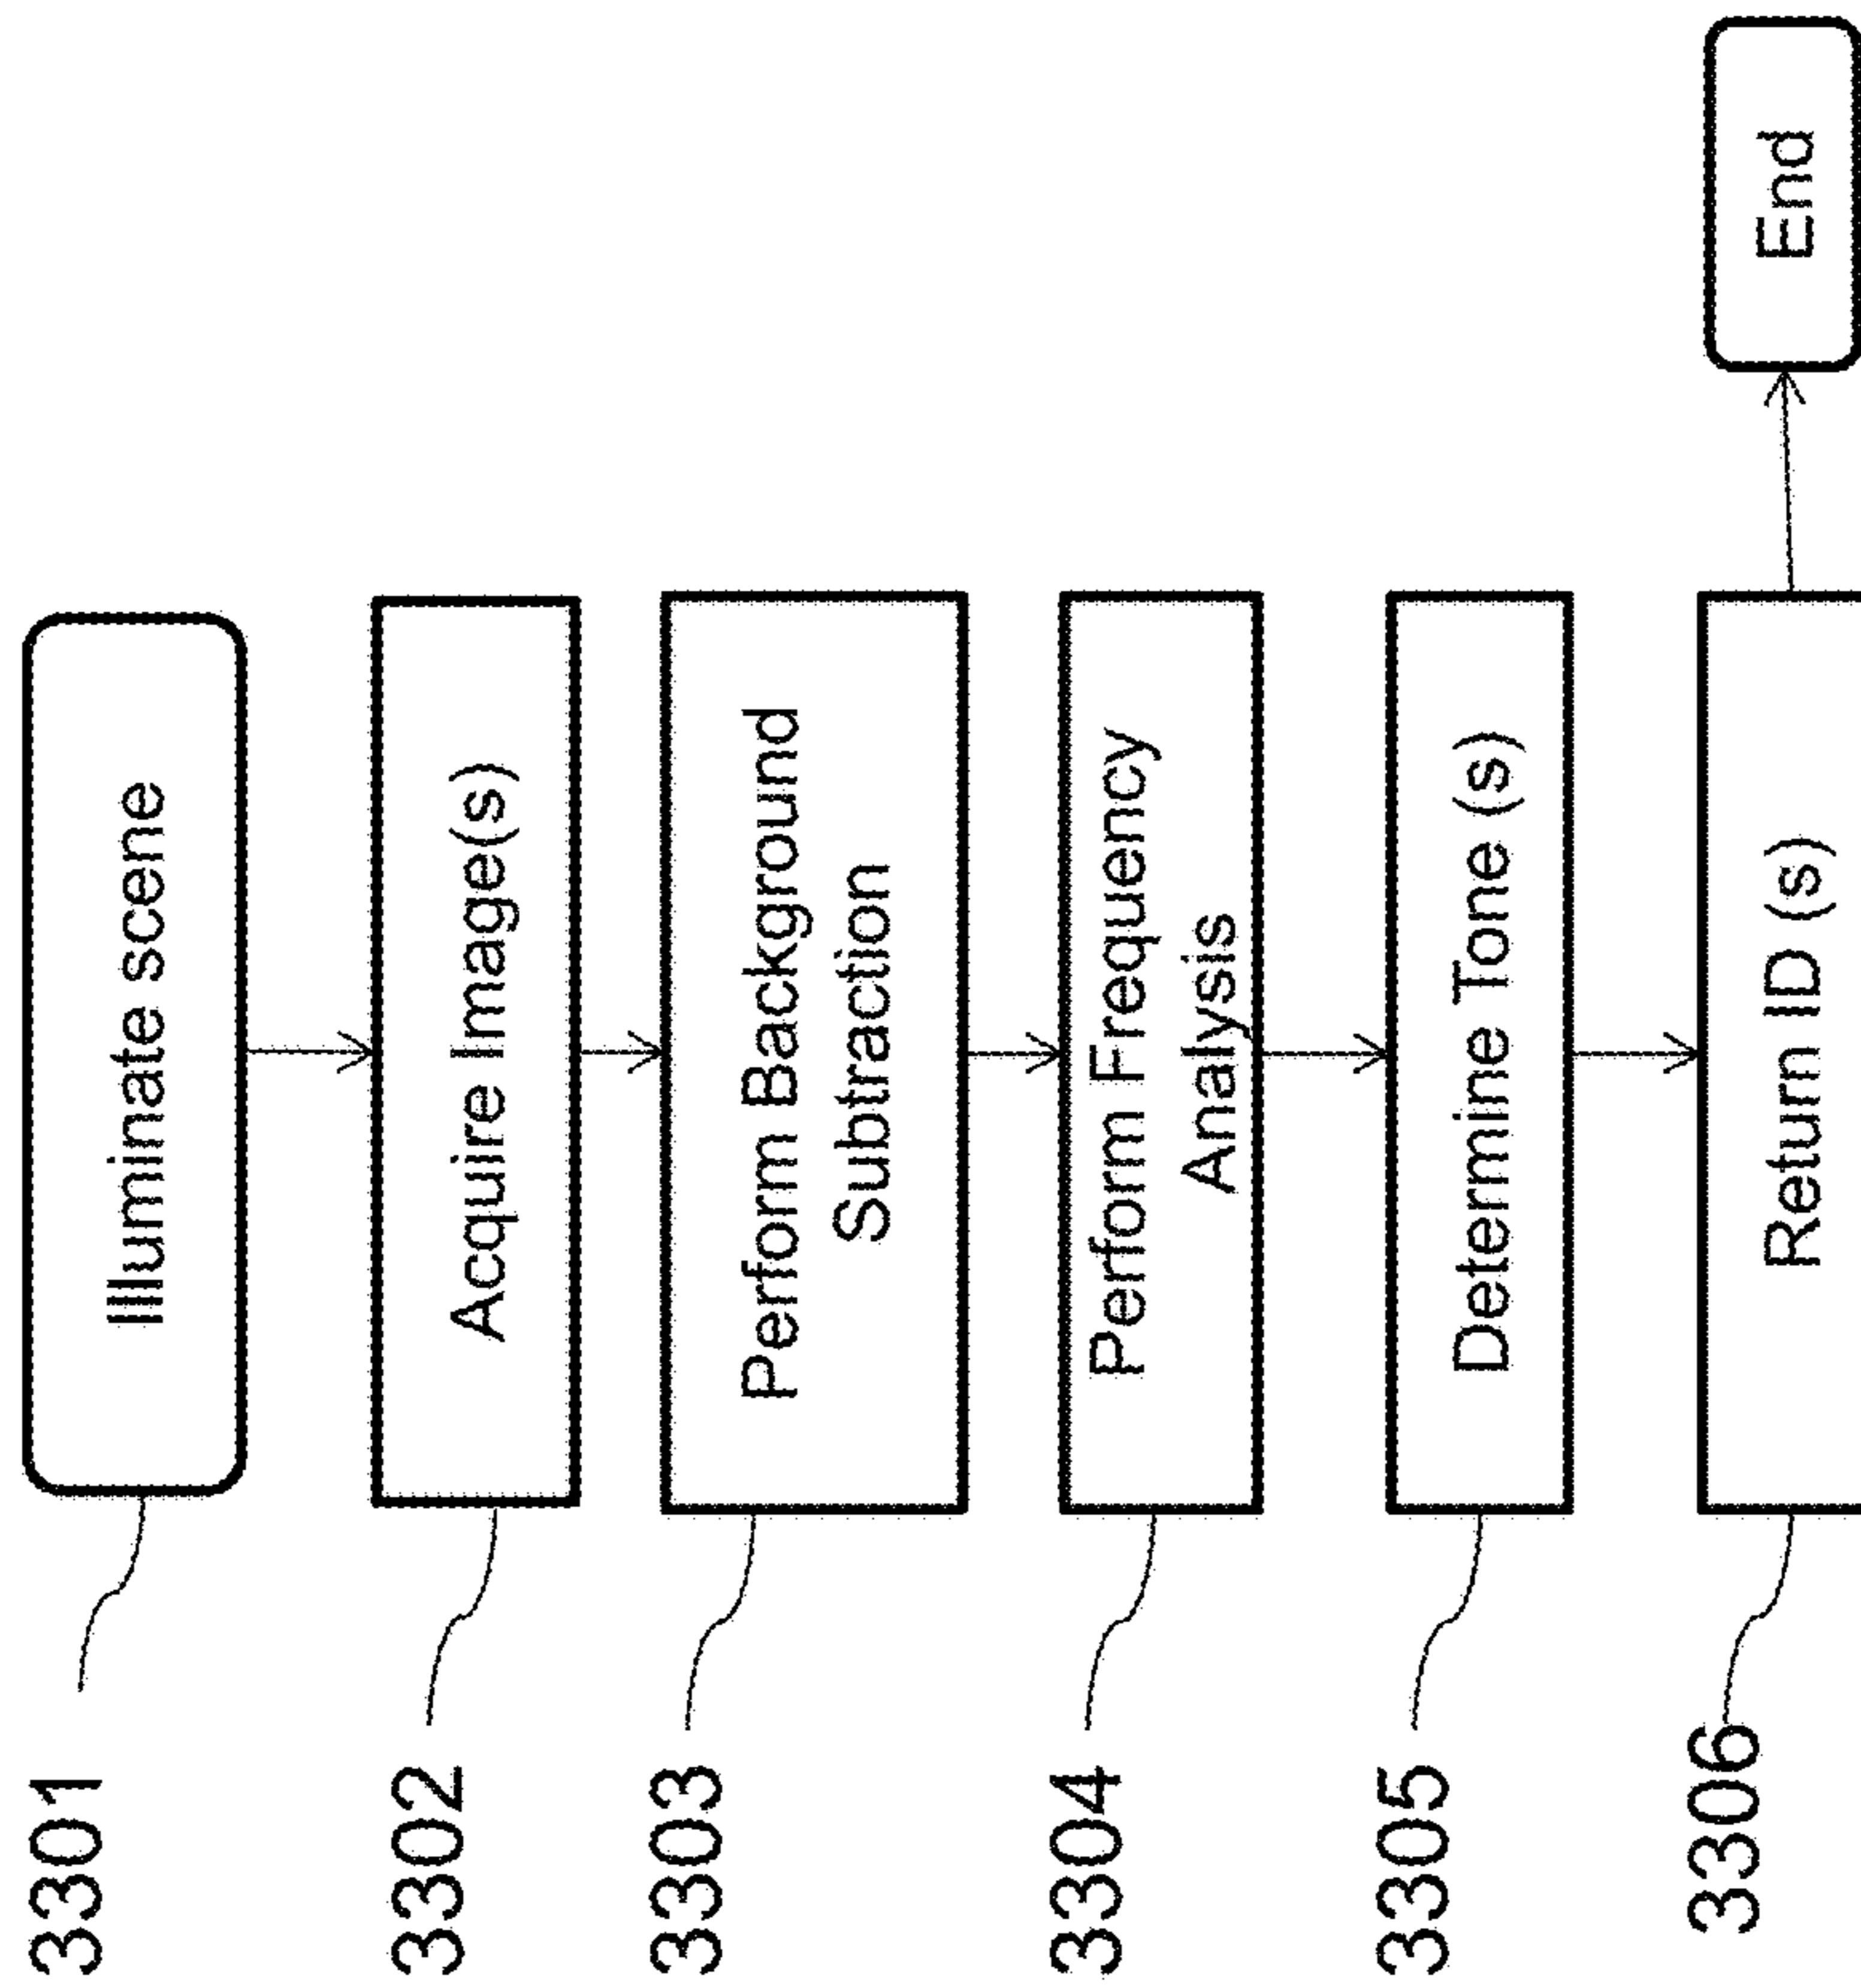 3301
Illuminate scene
3302
Acquire Image(s)
3303
Perform Background
Subtraction
3304
Perform Frequency
Analysis
3305
Determine Tone (s)
3306
Return ID (s)
End